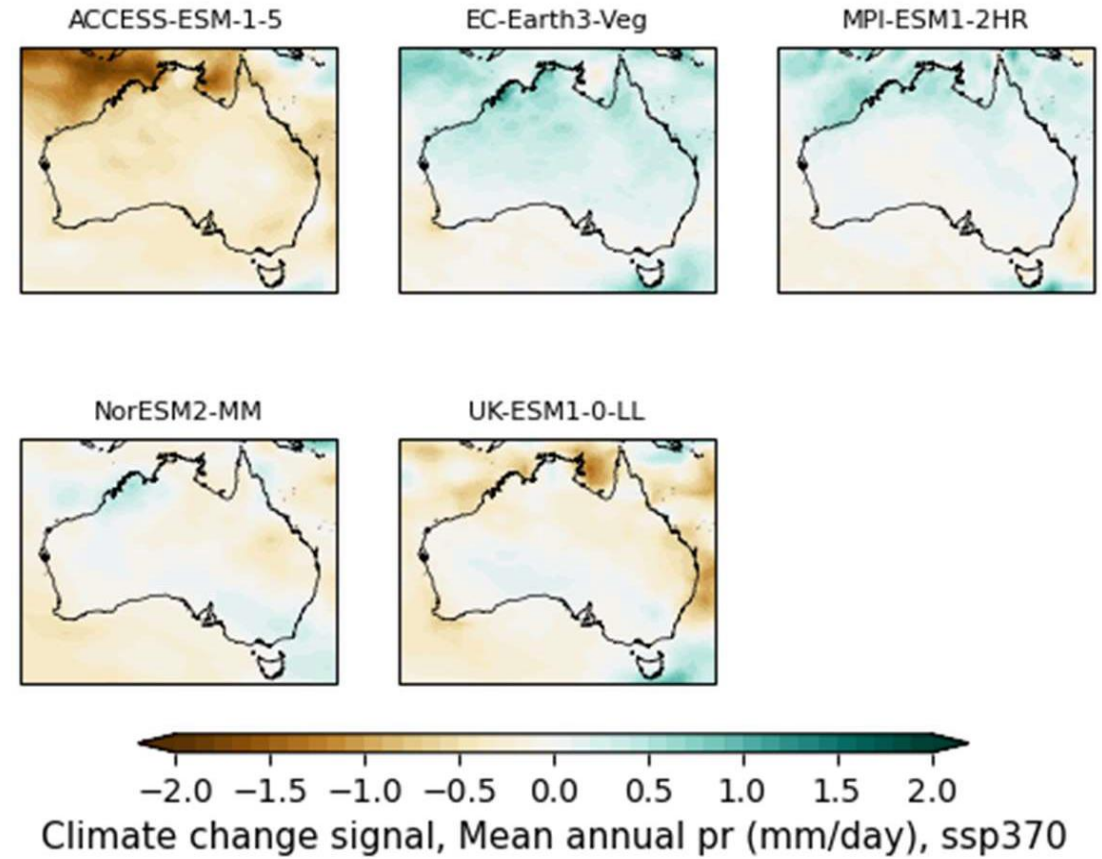 ACCESS-ESM-1-5
EC-Earth3-Veg
MPI-ESM1-2HR
NorESM2-MM
UK-ESM1-0-LL
−2.0 −1.5 −1.0 −0.5 0.0 0.5 1.0 1.5 2.0
Climate change signal, Mean annual pr (mm/day), ssp370